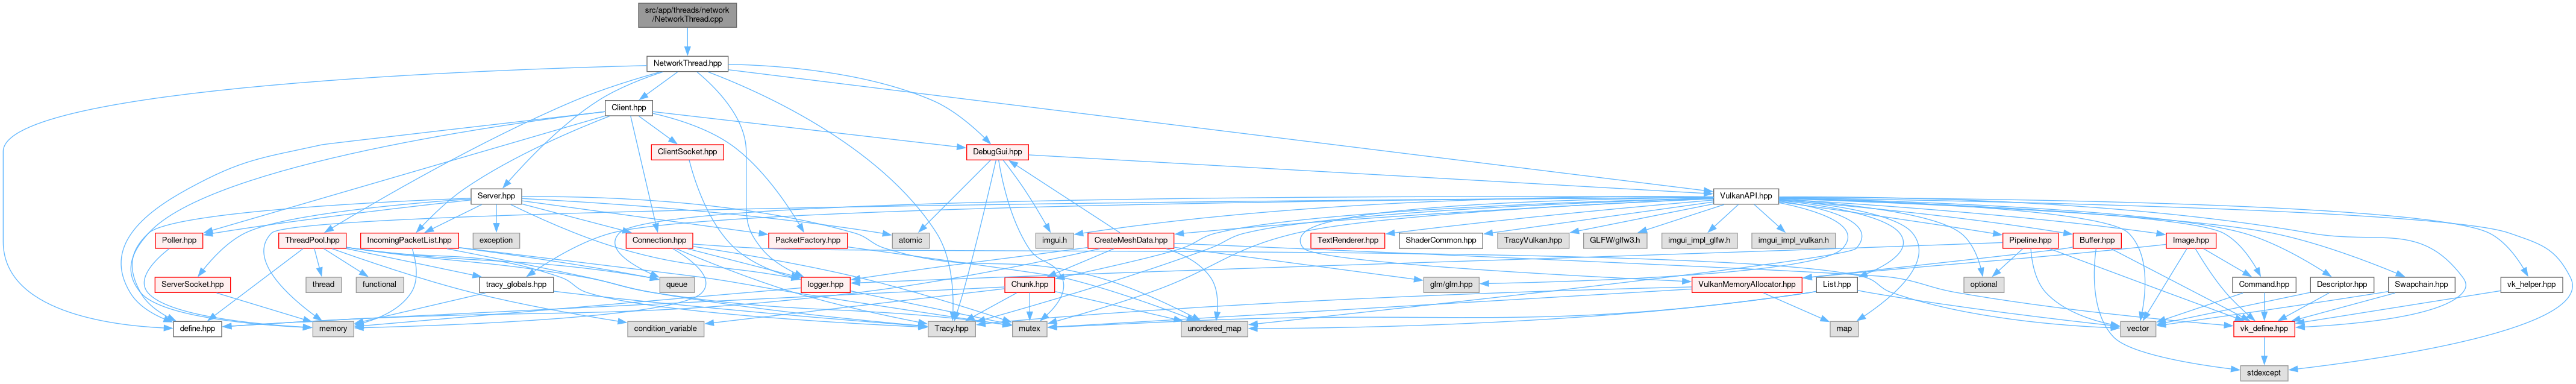 src/app/threads/network
/NetworkThread.cpp
NetworkThread.hpp
Client.hpp
ClientSocket.hpp
DebugGui.hpp
Server.hpp
VulkanAPI.hpp
Poller.hpp
ThreadPool.hpp
IncomingPacketList.hpp
exception
Connection.hpp
PacketFactory.hpp
atomic
imgui.h
CreateMeshData.hpp
TextRenderer.hpp
ShaderCommon.hpp
TracyVulkan.hpp
GLFW/glfw3.h
imgui_impl_glfw.h
imgui_impl_vulkan.h
Pipeline.hpp
Buffer.hpp
Image.hpp
ServerSocket.hpp
thread
functional
tracy_globals.hpp
queue
logger.hpp
Chunk.hpp
glm/glm.hpp
VulkanMemoryAllocator.hpp
List.hpp
optional
Command.hpp
Descriptor.hpp
Swapchain.hpp
vk_helper.hpp
define.hpp
memory
condition_variable
Tracy.hpp
mutex
unordered_map
map
vector
vk_define.hpp
stdexcept